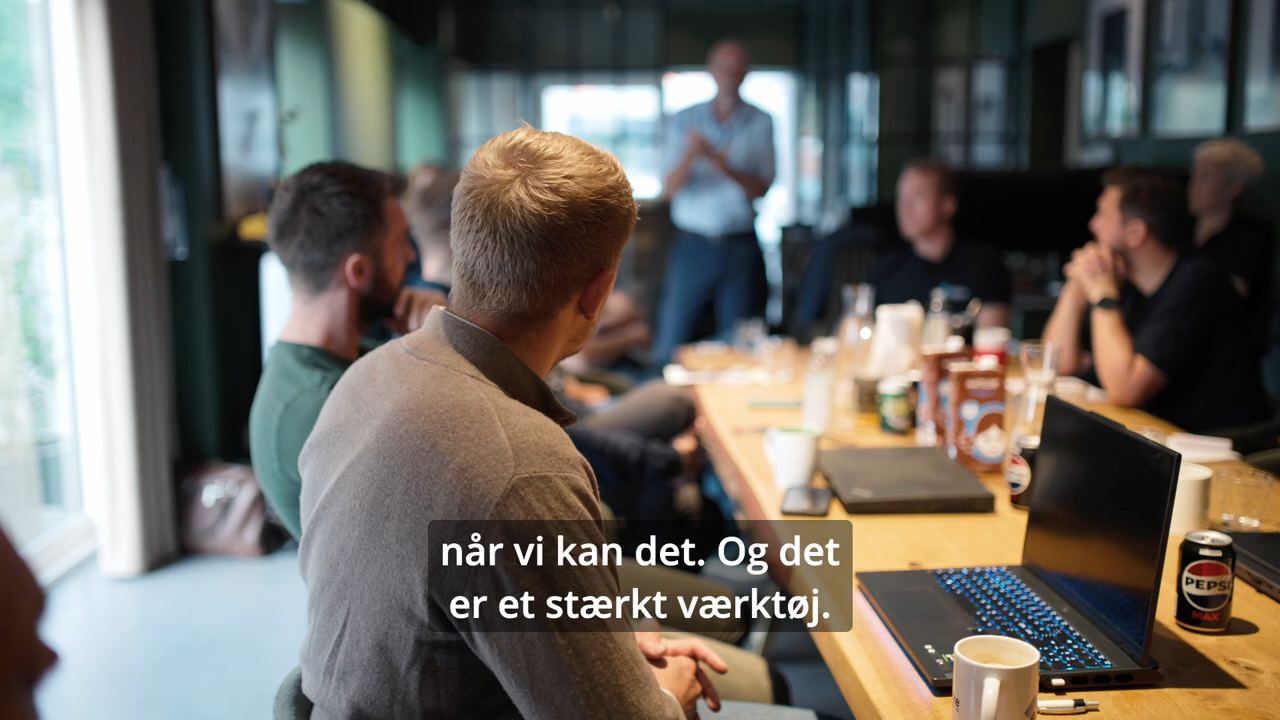 når vi kan det. Og det
er et stærkt værktøj.
PEPSI
MAX